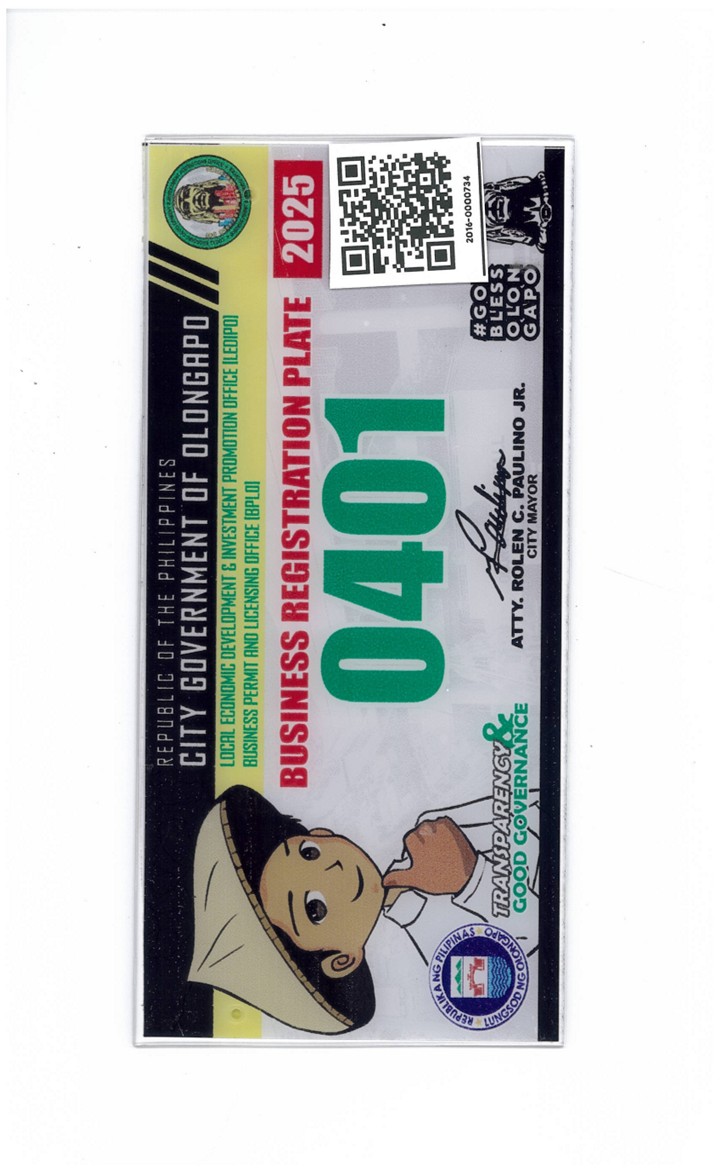 REPUBLIC OF THE PHILIPPINES
CITY GOVERNMENT OF OLONGAPO
LOCAL ECONOMIC DEVELOPMENT & INVESTMENT PROMOTION OFFICE (LEDIPO)
BUSINESS PERMIT AND LICENSING OFFICE (BPLO)
BUSINESS REGISTRATION PLATE 2025
0401
2016-0000734
ATTY. ROLEN C. PAULINO JR.
CITY MAYOR
#GO
BLESS
OLON
GAPO
TRANSPARENCY &
GOOD GOVERNANCE
REPUBLIKA NG PILIPINAS
LUNGSOD NG OLONGAPO